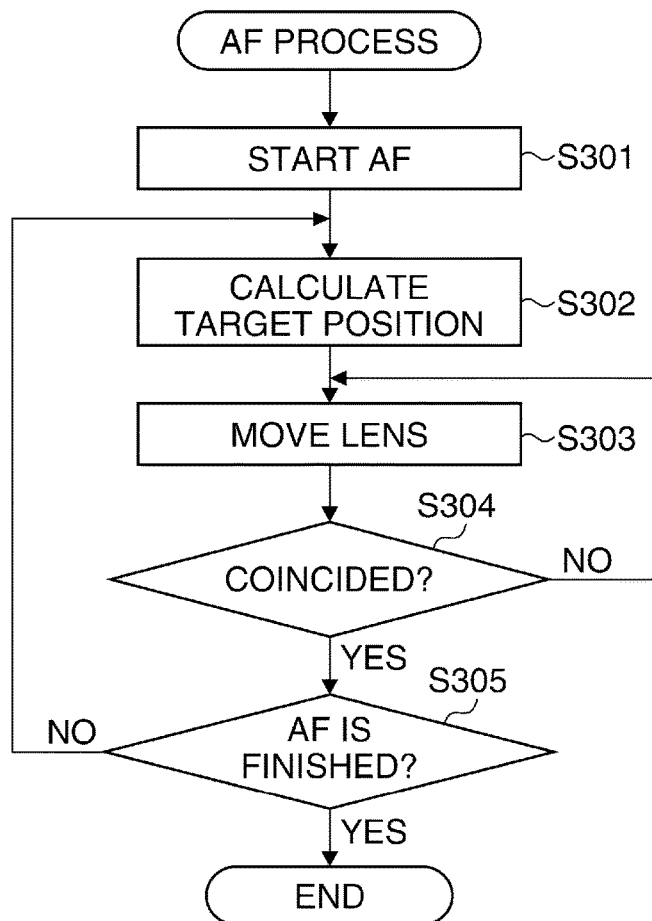 AF PROCESS
START AF
S301
CALCULATE
TARGET POSITION
S302
MOVE LENS
S303
S304
COINCIDED?
NO
YES
S305
NO
AF IS
FINISHED?
YES
END